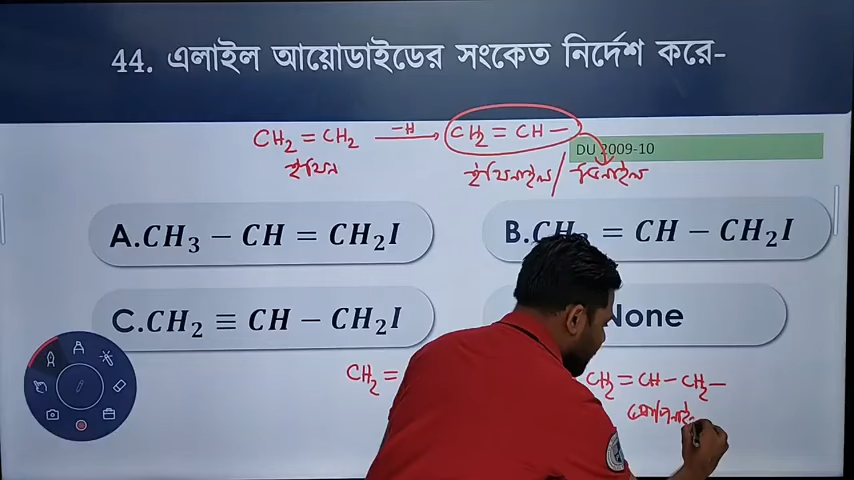 44. এলাইল আয়োডাইডের সংকেত নির্দেশ করে-
CH₂ = CH₂ —H→ CH₂ = CH —
DU 2009-10
ইথিন ইথিনাইল / ভিনাইল
A. CH₃ − CH = CH₂I B. CH₂ = CH − CH₂I
C. CH₂ ≡ CH − CH₂I None
CH₂ = CH₂ = CH — CH₂ —
প্রোপিনাইল